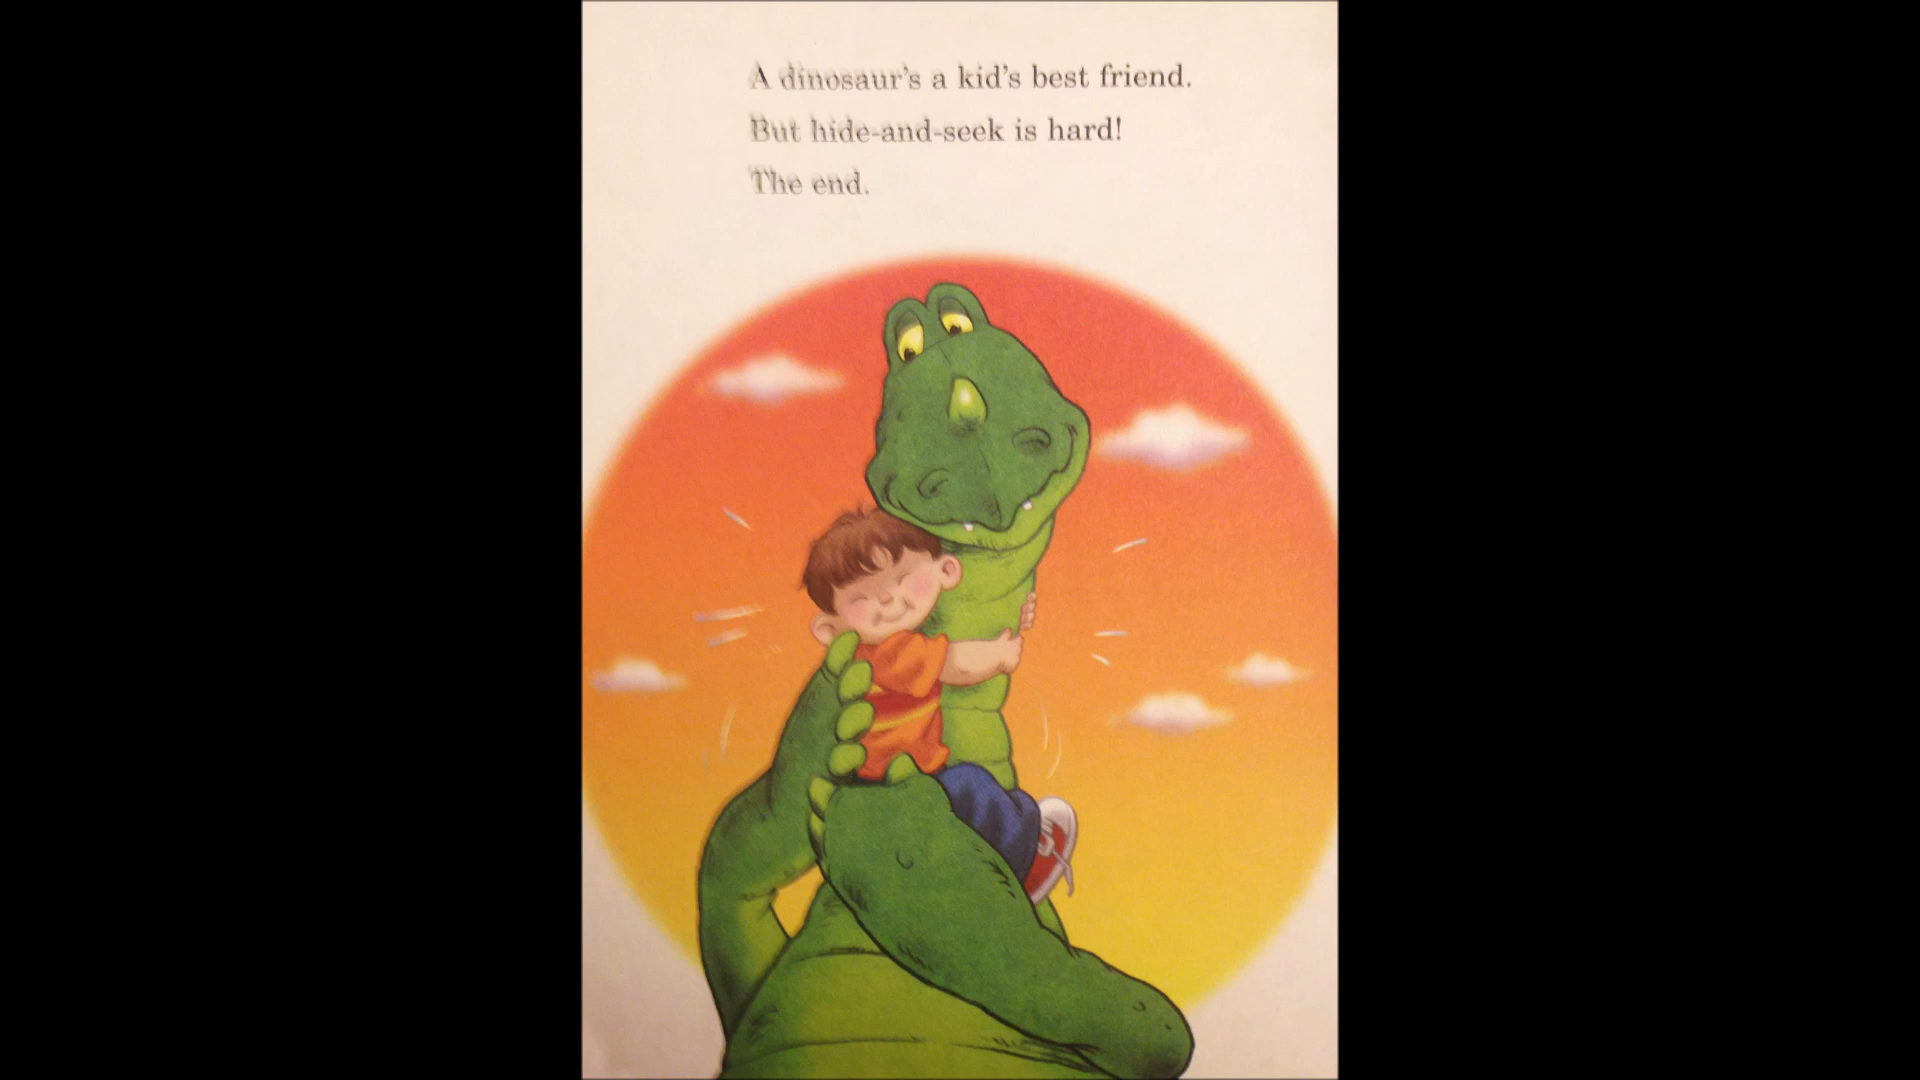 A dinosaur's a kid's best friend.
But hide-and-seek is hard!
The end.